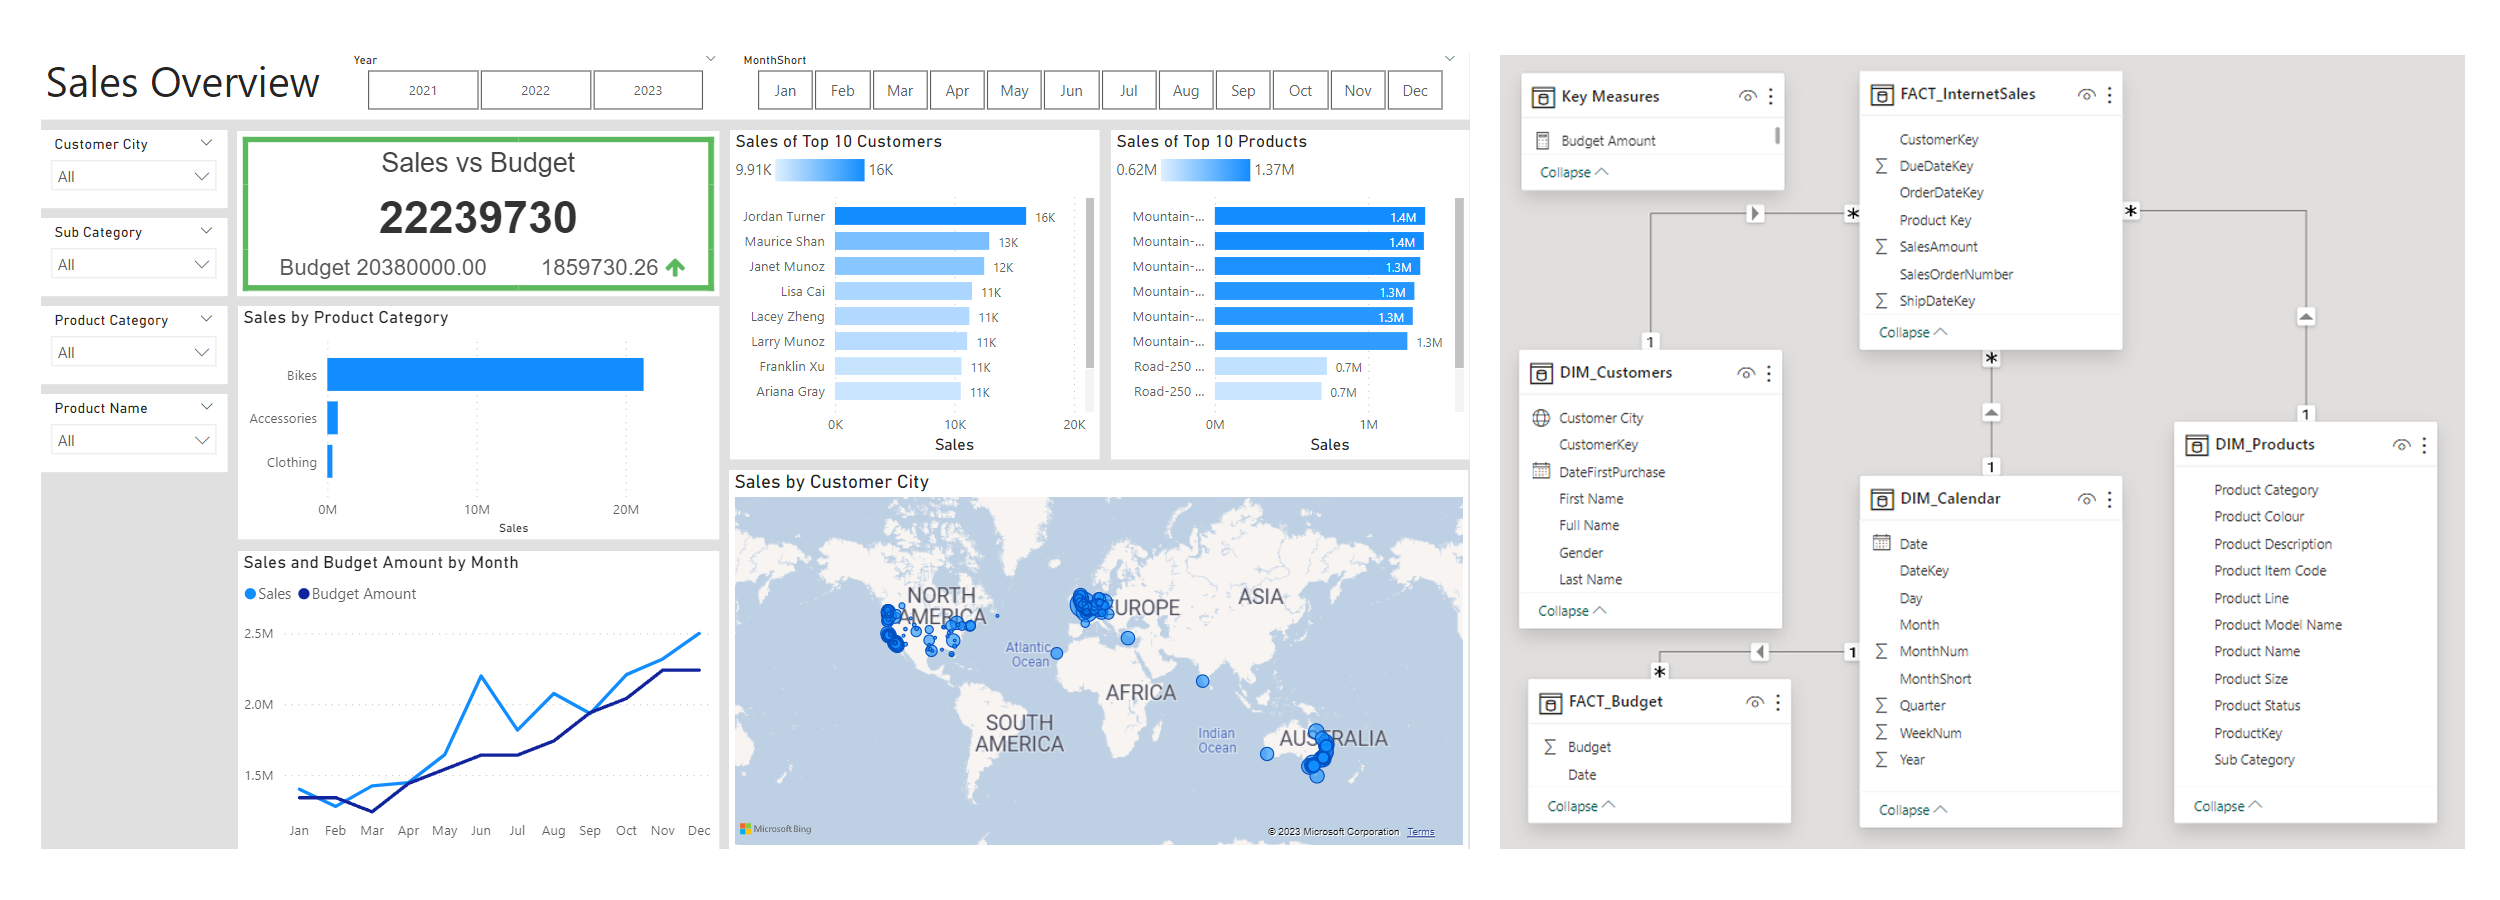 Sales Overview
Year
2021
2022
2023
MonthShort
Jan
Feb
Mar
Apr
May
Jun
Jul
Aug
Sep
Oct
Nov
Dec
Customer City
All
Sub Category
All
Product Category
All
Product Name
All
Sales vs Budget
22239730
Budget 20380000.00
1859730.26
Sales by Product Category
Bikes
Accessories
Clothing
0M
10M
20M
Sales
Sales and Budget Amount by Month
Sales
Budget Amount
2.5M
2.0M
1.5M
Jan
Feb
Mar
Apr
May
Jun
Jul
Aug
Sep
Oct
Nov
Dec
Sales of Top 10 Customers
9.91K
16K
Jordan Turner
16K
Maurice Shan
13K
Janet Munoz
12K
Lisa Cai
11K
Lacey Zheng
11K
Larry Munoz
11K
Franklin Xu
11K
Ariana Gray
11K
0K
10K
20K
Sales
Sales of Top 10 Products
0.62M
1.37M
Mountain-...
1.4M
Mountain-...
1.4M
Mountain-...
1.3M
Mountain-...
1.3M
Mountain-...
1.3M
Mountain-...
1.3M
Road-250 ...
0.7M
Road-250 ...
0.7M
0M
1M
Sales
Sales by Customer City
NORTH
AMERICA
EUROPE
ASIA
Atlantic
Ocean
AFRICA
SOUTH
AMERICA
Indian
Ocean
AUSTRALIA
Microsoft Bing
© 2023 Microsoft Corporation
Terms
Key Measures
Budget Amount
Collapse
FACT_InternetSales
CustomerKey
DueDateKey
OrderDateKey
Product Key
SalesAmount
SalesOrderNumber
ShipDateKey
Collapse
*
*
*
1
1
1
1
*
DIM_Customers
Customer City
CustomerKey
DateFirstPurchase
First Name
Full Name
Gender
Last Name
Collapse
DIM_Calendar
Date
DateKey
Day
Month
MonthNum
MonthShort
Quarter
WeekNum
Year
Collapse
DIM_Products
Product Category
Product Colour
Product Description
Product Item Code
Product Line
Product Model Name
Product Name
Product Size
Product Status
ProductKey
Sub Category
Collapse
FACT_Budget
Budget
Date
Collapse